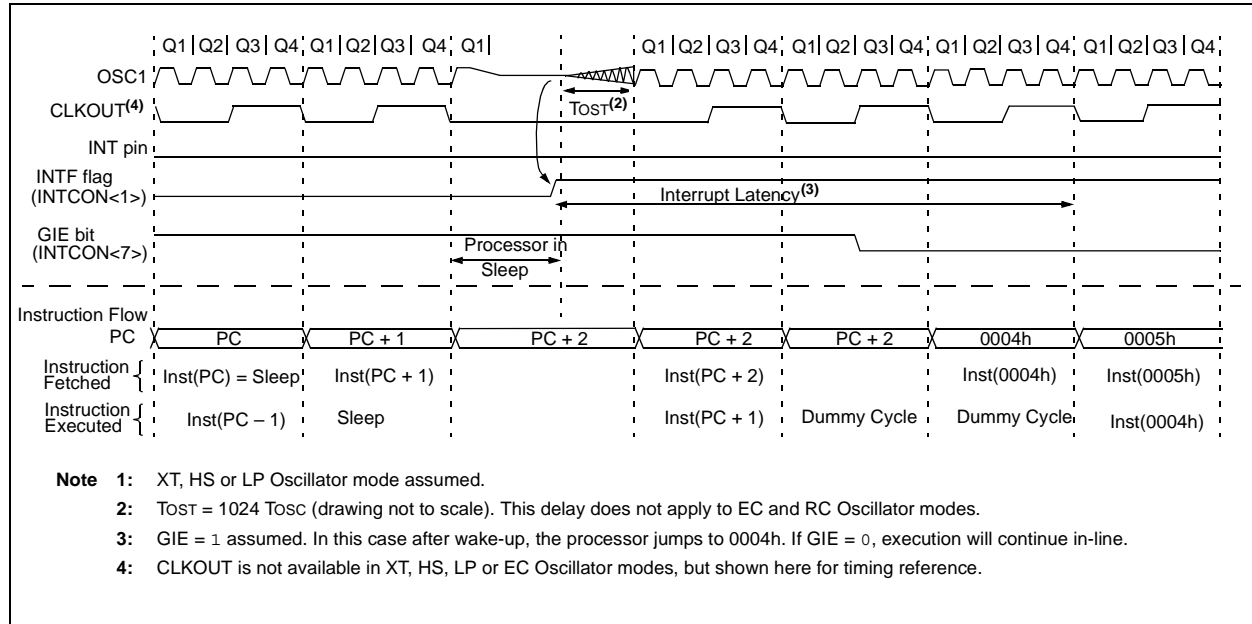 Q1 Q2 Q3 Q4 Q1 Q2 Q3 Q4 Q1 Q1 Q2 Q3 Q4 Q1 Q2 Q3 Q4 Q1 Q2 Q3 Q4 Q1 Q2 Q3 Q4
OSC1
CLKOUT(4)
TOST(2)
INT pin
INTF flag
(INTCON<1>)
Interrupt Latency(3)
GIE bit
(INTCON<7>)
Processor in
Sleep
Instruction Flow
PC PC PC + 1 PC + 2 PC + 2 PC + 2 0004h 0005h
Instruction
Fetched
Inst(PC) = Sleep Inst(PC + 1) Inst(PC + 2) Inst(0004h) Inst(0005h)
Instruction
Executed
Inst(PC – 1) Sleep Inst(PC + 1) Dummy Cycle Dummy Cycle Inst(0004h)
Note 1: XT, HS or LP Oscillator mode assumed.
2: TOST = 1024 TOSC (drawing not to scale). This delay does not apply to EC and RC Oscillator modes.
3: GIE = 1 assumed. In this case after wake-up, the processor jumps to 0004h. If GIE = 0, execution will continue in-line.
4: CLKOUT is not available in XT, HS, LP or EC Oscillator modes, but shown here for timing reference.